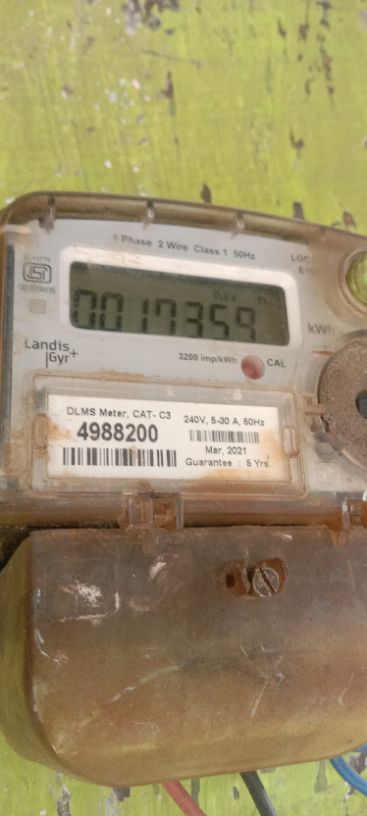 1 Phase 2 Wire Class 1 50Hz
KW h
0017359
kWh
Landis
Gyr+
3200 imp/kWh
CAL
DLMS Meter, CAT- C3
240V, 5-30 A, 50Hz
4988200
Mar, 2021
Guarantee : 5 Yrs.